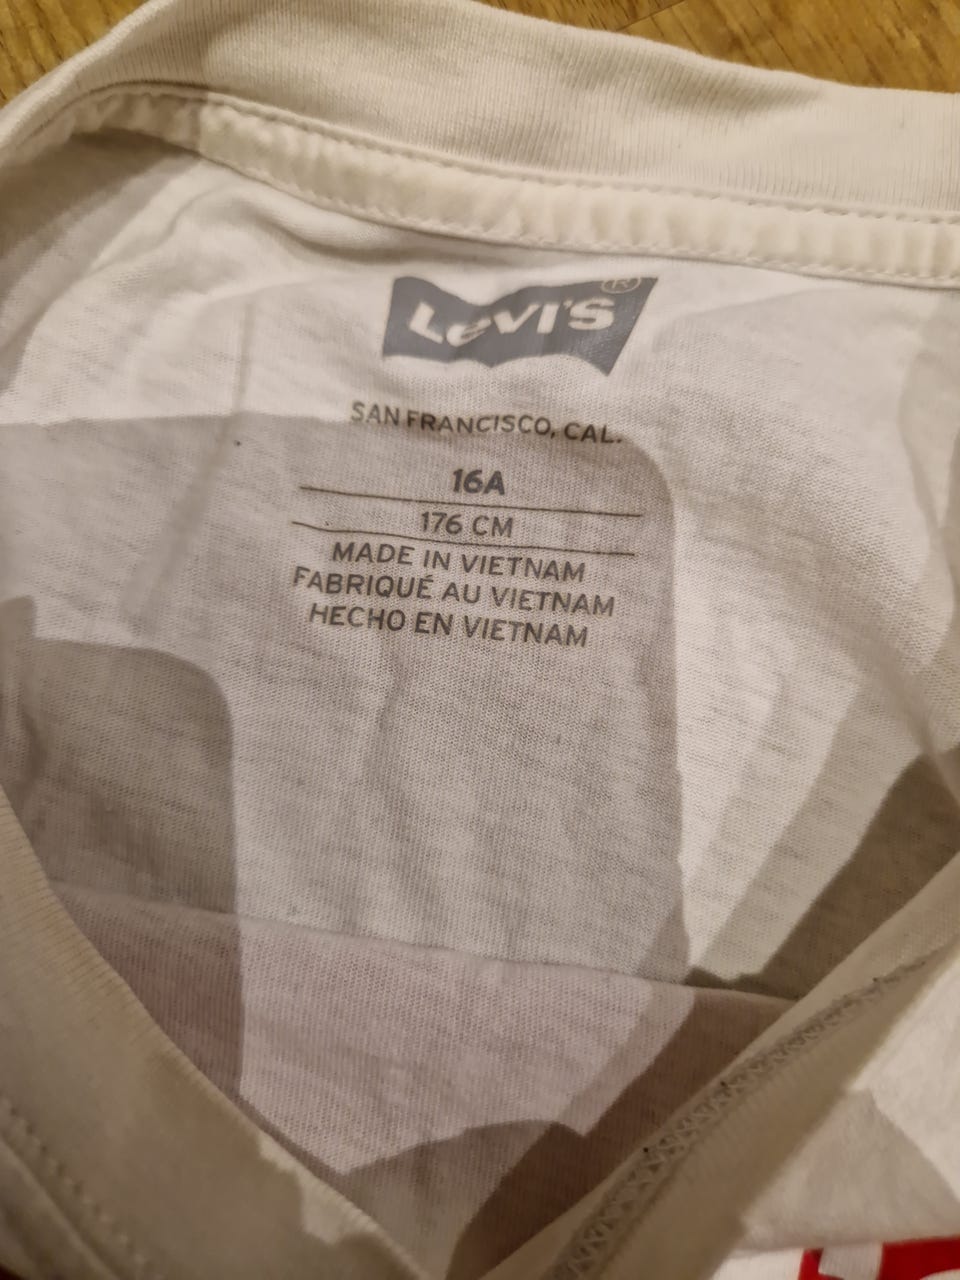 Levi's ®
SAN FRANCISCO, CAL.
16A
176 CM
MADE IN VIETNAM
FABRIQUÉ AU VIETNAM
HECHO EN VIETNAM